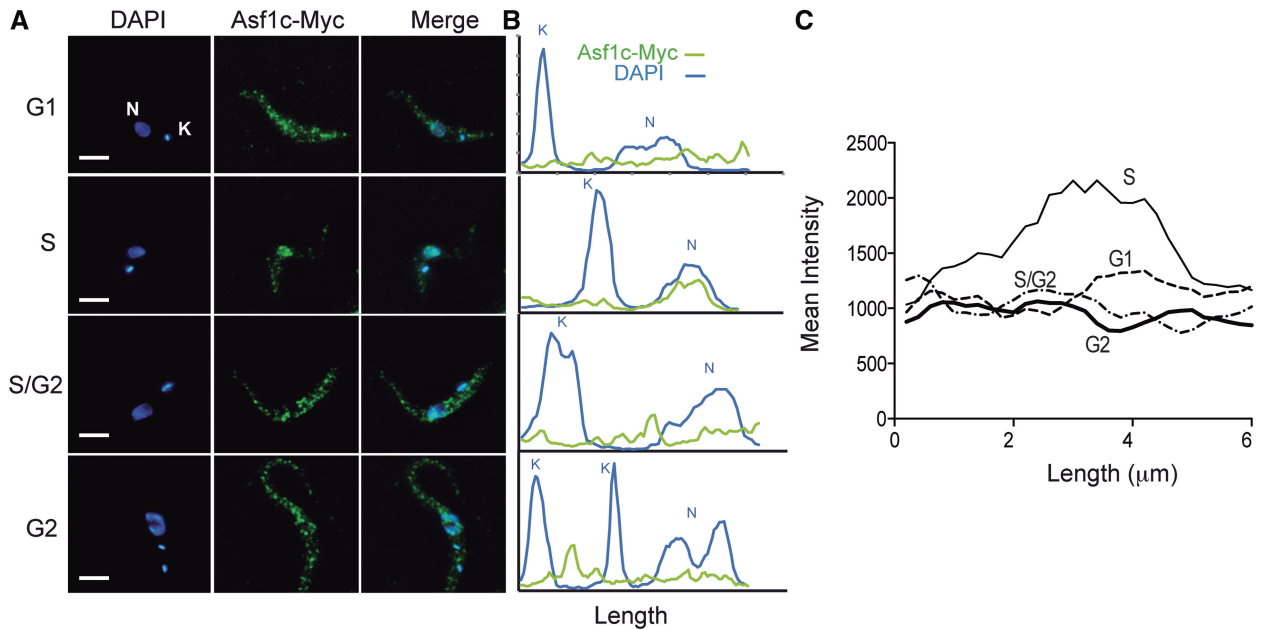 A
DAPI
Asf1c-Myc
Merge
G1
N
K
S
S/G2
G2
B
K
Asf1c-Myc
DAPI
N
K
N
K
N
K
K
N
Length
C
Mean Intensity
2500
2000
1500
1000
500
0
S
G1
S/G2
G2
0
2
4
6
Length (μm)